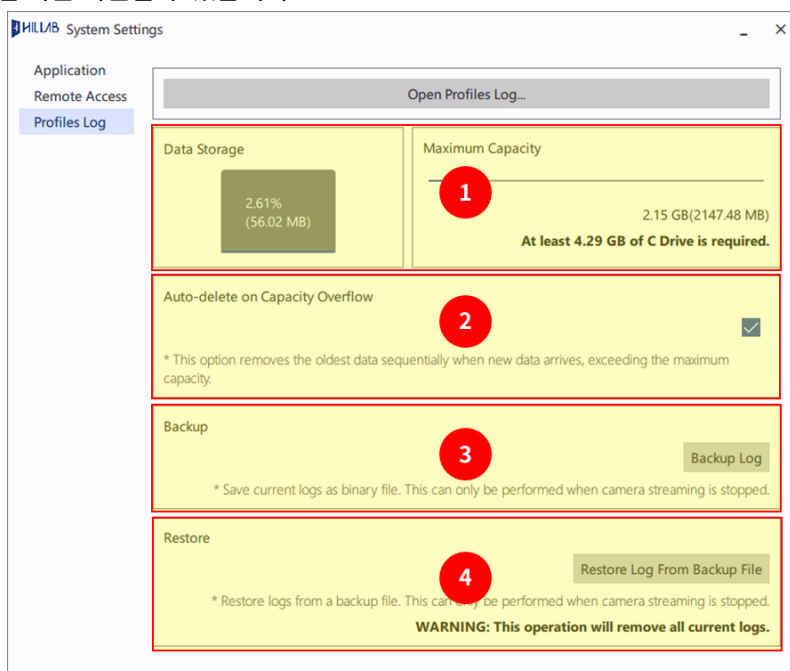 HILLAB System Settings
Application
Remote Access
Profiles Log
Open Profiles Log...
Data Storage
2.61%
(56.02 MB)
Maximum Capacity
1
2.15 GB(2147.48 MB)
At least 4.29 GB of C Drive is required.
Auto-delete on Capacity Overflow
2
* This option removes the oldest data sequentially when new data arrives, exceeding the maximum
capacity.
Backup
3
Backup Log
* Save current logs as binary file. This can only be performed when camera streaming is stopped.
Restore
4
Restore Log From Backup File
* Restore logs from a backup file. This can only be performed when camera streaming is stopped.
WARNING: This operation will remove all current logs.